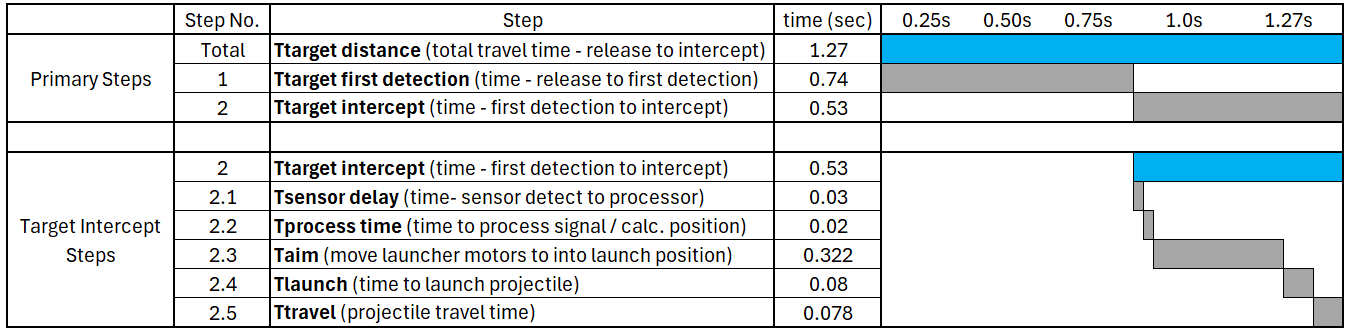 Step No. Step time (sec) 0.25s 0.50s 0.75s 1.0s 1.27s
Total Ttarget distance (total travel time - release to intercept) 1.27
Primary Steps 1 Ttarget first detection (time - release to first detection) 0.74
2 Ttarget intercept (time - first detection to intercept) 0.53
2 Ttarget intercept (time - first detection to intercept) 0.53
2.1 Tsensor delay (time- sensor detect to processor) 0.03
Target Intercept 2.2 Tprocess time (time to process signal / calc. position) 0.02
Steps 2.3 Taim (move launcher motors to into launch position) 0.322
2.4 Tlaunch (time to launch projectile) 0.08
2.5 Ttravel (projectile travel time) 0.078